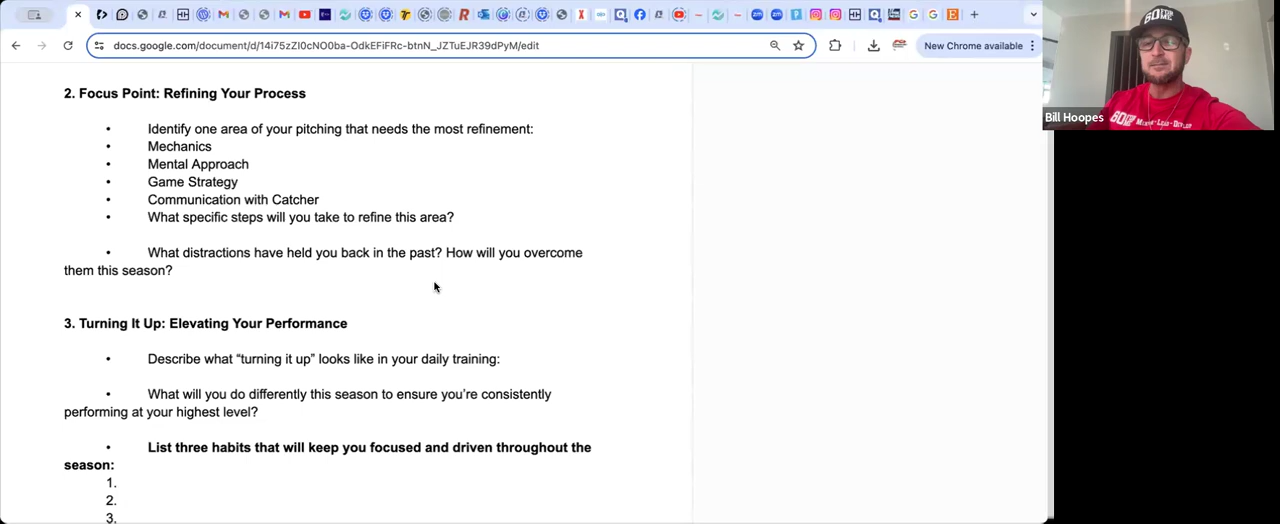 docs.google.com/document/d/14i75zZI0cNO0ba-OdkEFiFRc-btnN_JZTuEJR39dPyM/edit
New Chrome available
2. Focus Point: Refining Your Process
• Identify one area of your pitching that needs the most refinement:
• Mechanics
• Mental Approach
• Game Strategy
• Communication with Catcher
• What specific steps will you take to refine this area?
• What distractions have held you back in the past? How will you overcome
them this season?
3. Turning It Up: Elevating Your Performance
• Describe what “turning it up” looks like in your daily training:
• What will you do differently this season to ensure you’re consistently
performing at your highest level?
• List three habits that will keep you focused and driven throughout the
season:
1.
2.
3.
Bill Hoopes